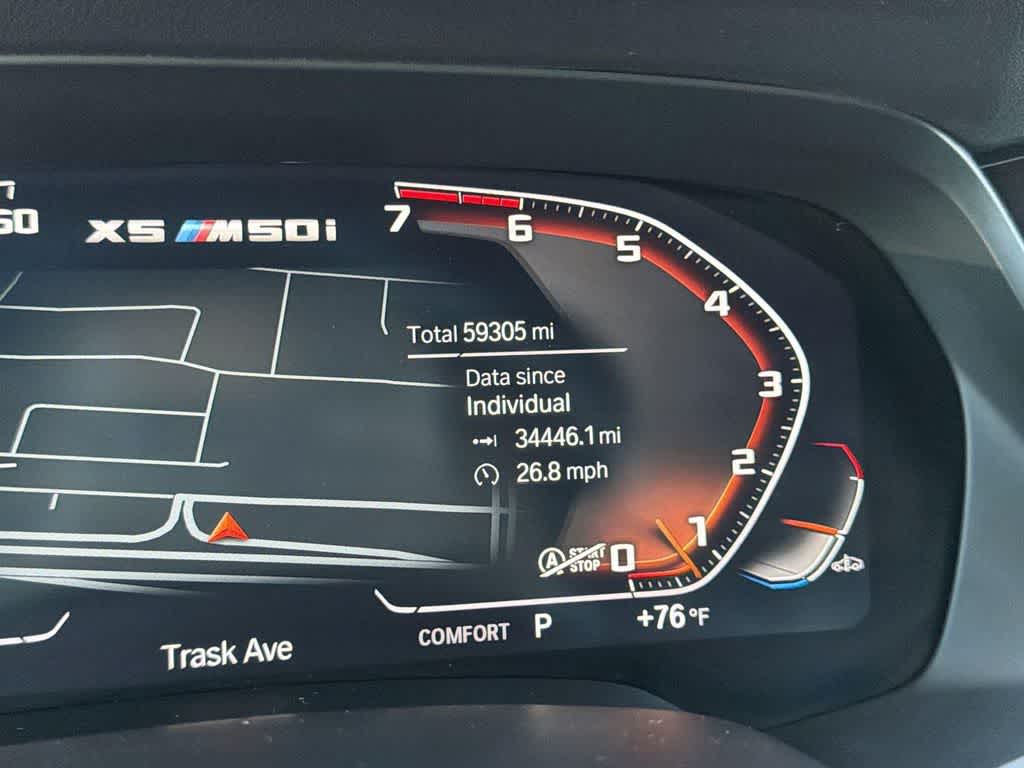 60
X5 M50i
7
6
5
4
3
2
1
0
Total 59305 mi
Data since
Individual
34446.1 mi
26.8 mph
A START
STOP
COMFORT P
+76 °F
Trask Ave